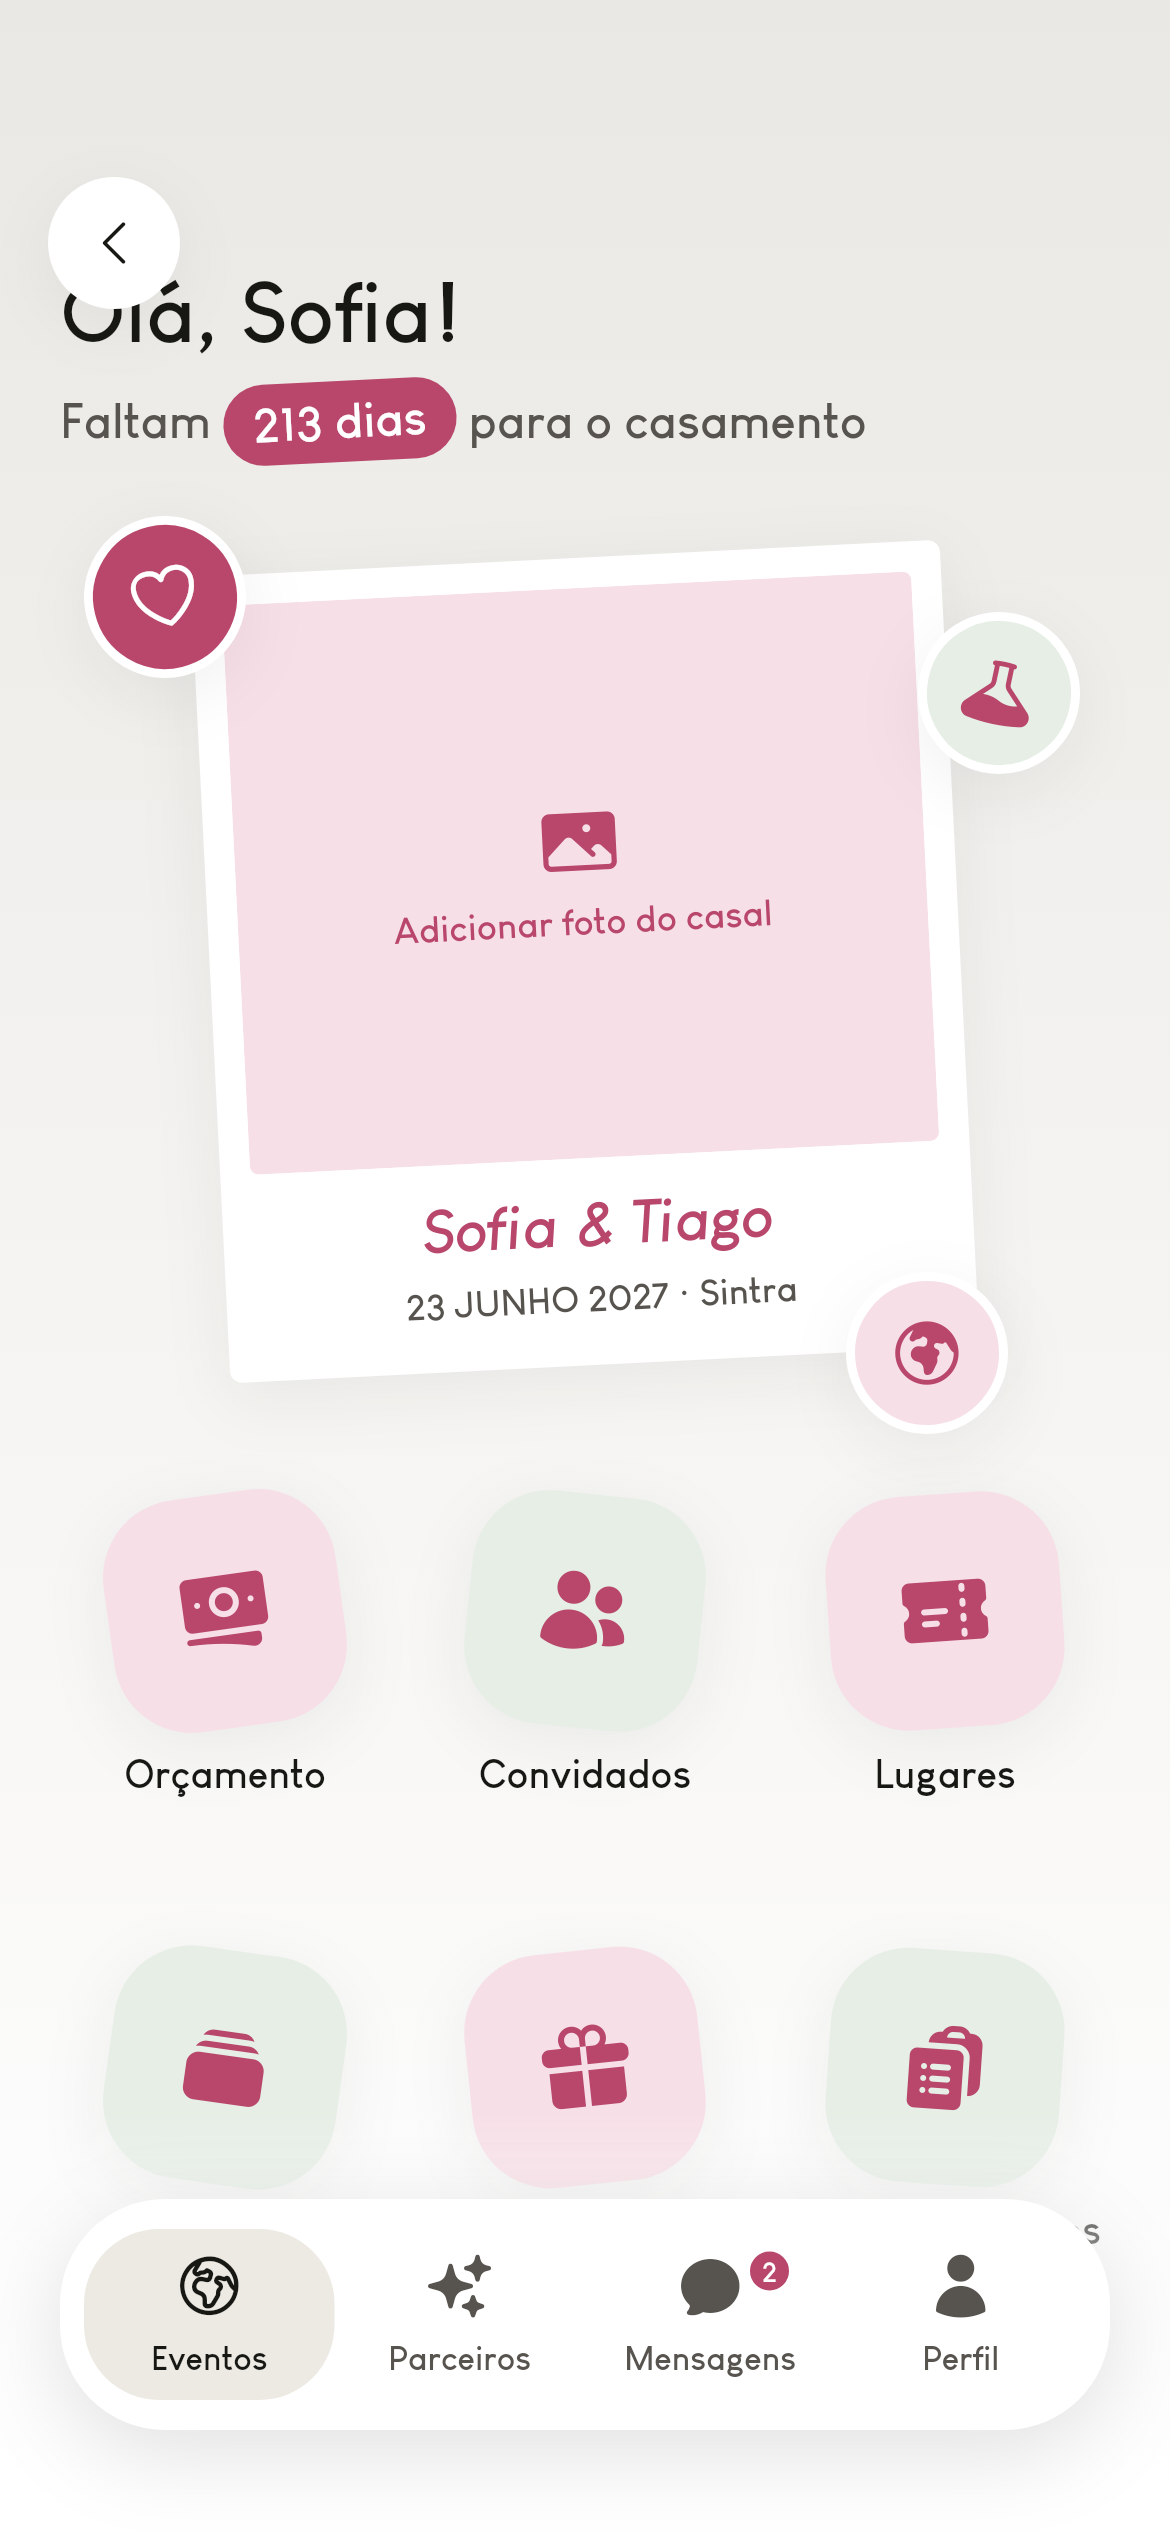 Olá, Sofia!
Faltam 213 dias para o casamento
Adicionar foto do casal
Sofia & Tiago
23 JUNHO 2027 · Sintra
Orçamento Convidados Lugares
2
Eventos Parceiros Mensagens Perfil